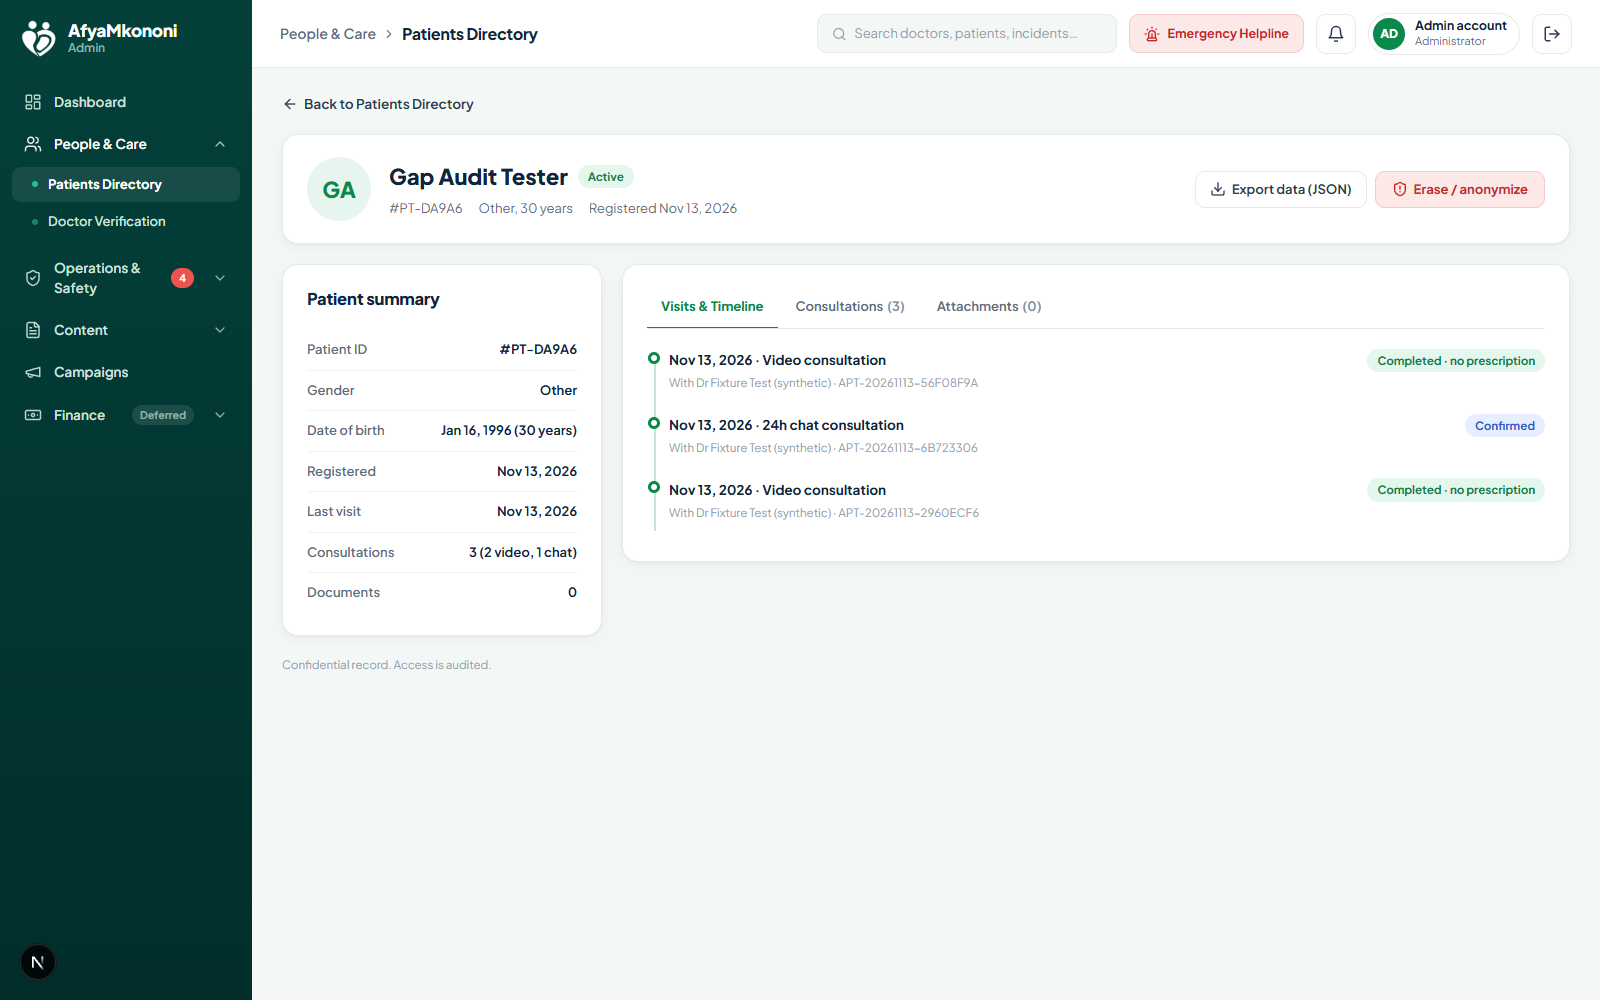 AfyaMkononi
Admin
Dashboard
People & Care
Patients Directory
Doctor Verification
Operations &
Safety
4
Content
Campaigns
Finance
Deferred
N
People & Care
Patients Directory
Search doctors, patients, incidents...
Emergency Helpline
AD
Admin account
Administrator
Back to Patients Directory
GA
Gap Audit Tester
Active
#PT-DA9A6
Other, 30 years
Registered Nov 13, 2026
Export data (JSON)
Erase / anonymize
Patient summary
Patient ID
#PT-DA9A6
Gender
Other
Date of birth
Jan 16, 1996 (30 years)
Registered
Nov 13, 2026
Last visit
Nov 13, 2026
Consultations
3 (2 video, 1 chat)
Documents
0
Visits & Timeline
Consultations (3)
Attachments (0)
Nov 13, 2026 · Video consultation
Completed · no prescription
With Dr Fixture Test (synthetic) · APT-20261113-56F08F9A
Nov 13, 2026 · 24h chat consultation
Confirmed
With Dr Fixture Test (synthetic) · APT-20261113-6B723306
Nov 13, 2026 · Video consultation
Completed · no prescription
With Dr Fixture Test (synthetic) · APT-20261113-2960ECF6
Confidential record. Access is audited.